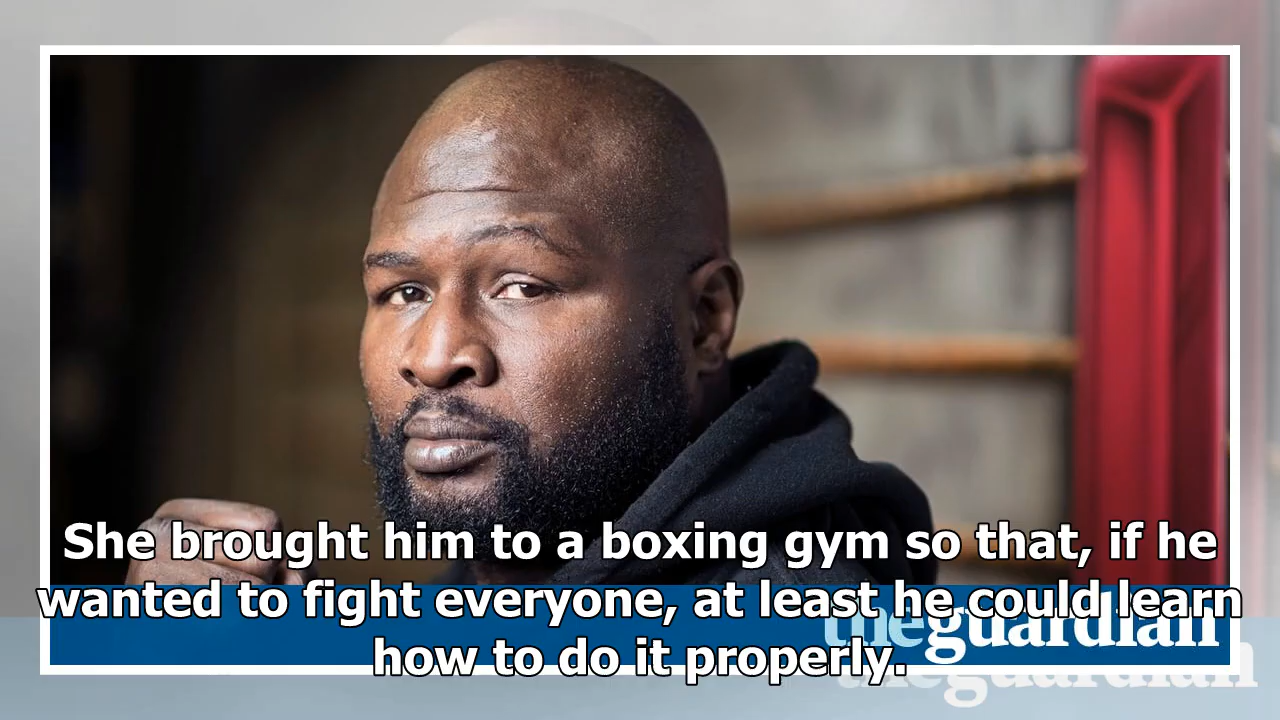 She brought him to a boxing gym so that, if he
wanted to fight everyone, at least he could learn
how to do it properly.
theguardian
theguardian